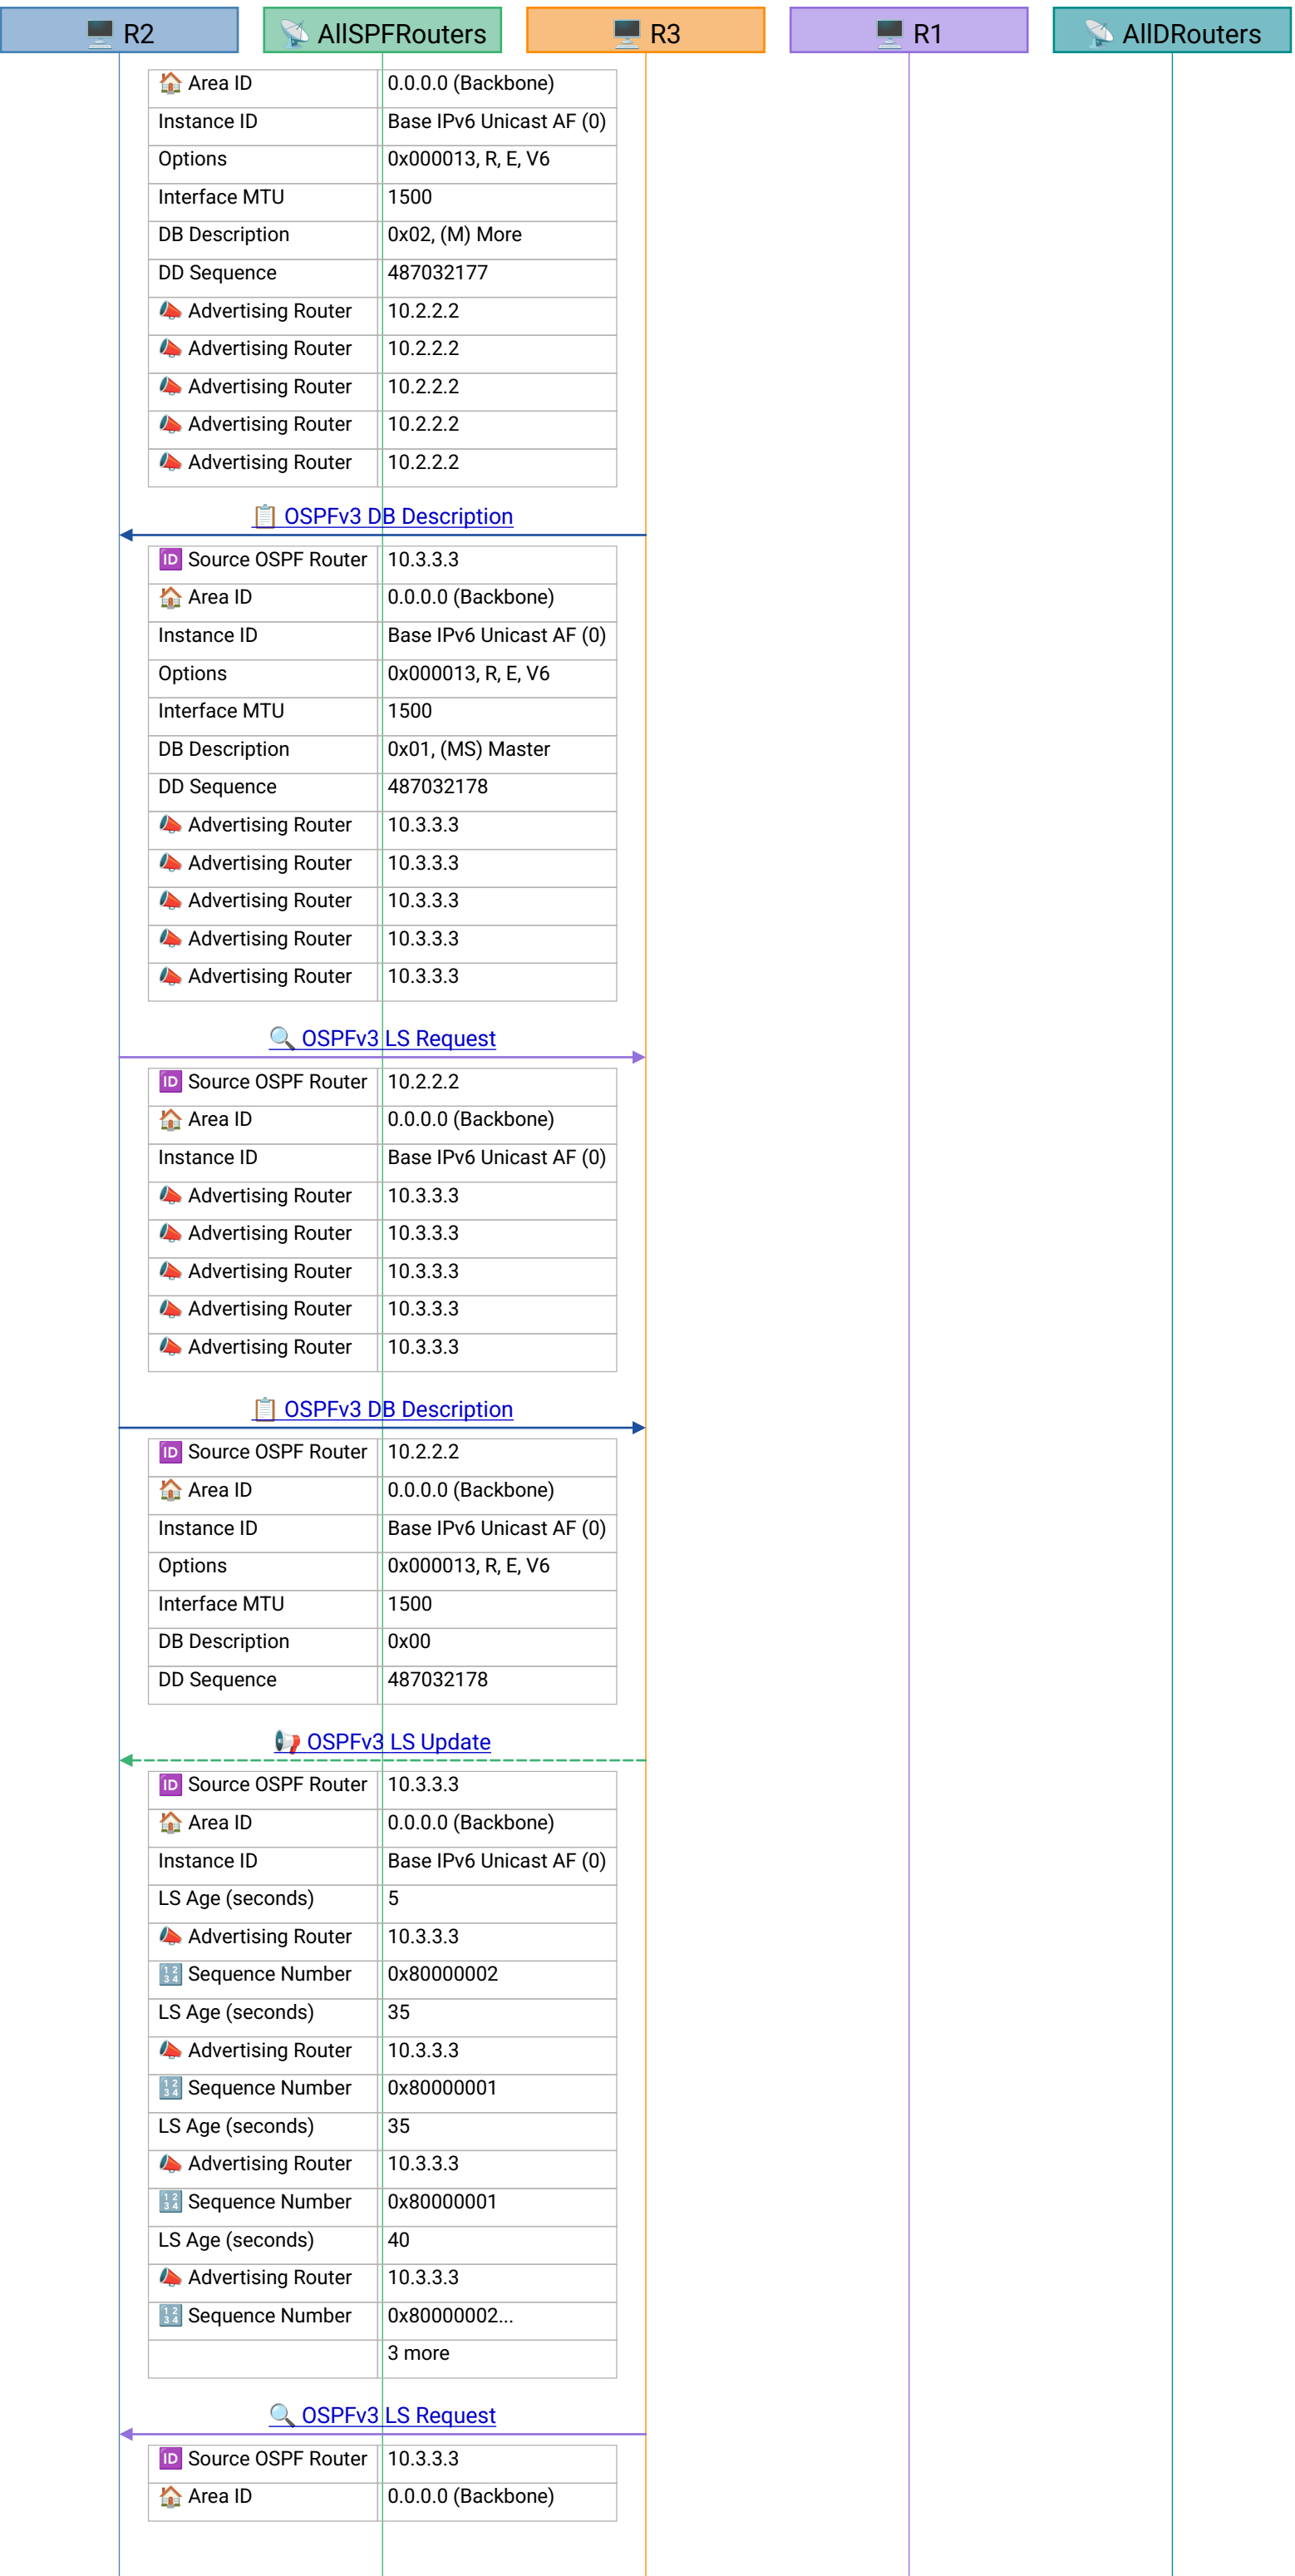 R2 AllSPFRouters R3 R1 AllDRouters
Area ID 0.0.0.0 (Backbone)
Instance ID Base IPv6 Unicast AF (0)
Options 0x000013, R, E, V6
Interface MTU 1500
DB Description 0x02, (M) More
DD Sequence 487032177
Advertising Router 10.2.2.2
Advertising Router 10.2.2.2
Advertising Router 10.2.2.2
Advertising Router 10.2.2.2
Advertising Router 10.2.2.2
OSPFv3 DB Description
ID Source OSPF Router 10.3.3.3
Area ID 0.0.0.0 (Backbone)
Instance ID Base IPv6 Unicast AF (0)
Options 0x000013, R, E, V6
Interface MTU 1500
DB Description 0x01, (MS) Master
DD Sequence 487032178
Advertising Router 10.3.3.3
Advertising Router 10.3.3.3
Advertising Router 10.3.3.3
Advertising Router 10.3.3.3
Advertising Router 10.3.3.3
OSPFv3 LS Request
ID Source OSPF Router 10.2.2.2
Area ID 0.0.0.0 (Backbone)
Instance ID Base IPv6 Unicast AF (0)
Advertising Router 10.3.3.3
Advertising Router 10.3.3.3
Advertising Router 10.3.3.3
Advertising Router 10.3.3.3
Advertising Router 10.3.3.3
OSPFv3 DB Description
ID Source OSPF Router 10.2.2.2
Area ID 0.0.0.0 (Backbone)
Instance ID Base IPv6 Unicast AF (0)
Options 0x000013, R, E, V6
Interface MTU 1500
DB Description 0x00
DD Sequence 487032178
OSPFv3 LS Update
ID Source OSPF Router 10.3.3.3
Area ID 0.0.0.0 (Backbone)
Instance ID Base IPv6 Unicast AF (0)
LS Age (seconds) 5
Advertising Router 10.3.3.3
1234 Sequence Number 0x80000002
LS Age (seconds) 35
Advertising Router 10.3.3.3
1234 Sequence Number 0x80000001
LS Age (seconds) 35
Advertising Router 10.3.3.3
1234 Sequence Number 0x80000001
LS Age (seconds) 40
Advertising Router 10.3.3.3
1234 Sequence Number 0x80000002...
3 more
OSPFv3 LS Request
ID Source OSPF Router 10.3.3.3
Area ID 0.0.0.0 (Backbone)